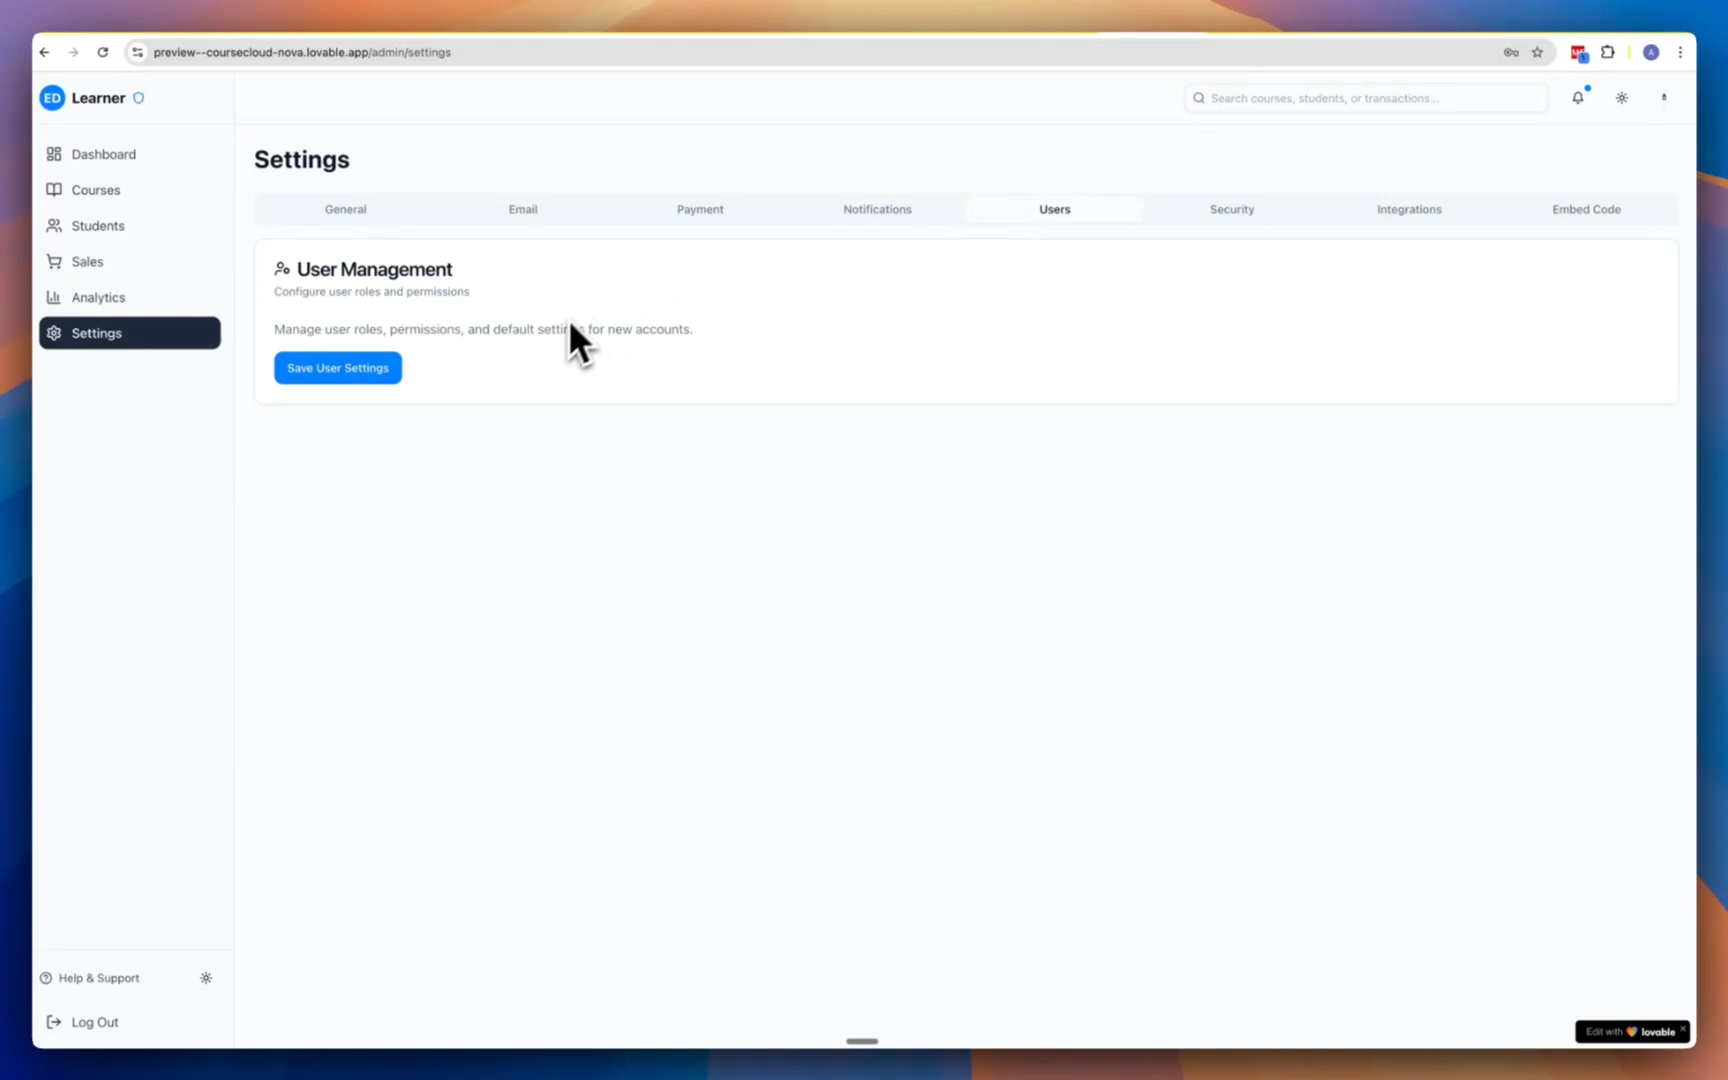 preview--coursecloud-nova.lovable.app/admin/settings
A
ED Learner
Search courses, students, or transactions...
Dashboard
Courses
Students
Sales
Analytics
Settings
Settings
General Email Payment Notifications Users Security Integrations Embed Code
User Management
Configure user roles and permissions
Manage user roles, permissions, and default for new accounts.
Save User Settings
Help & Support
Log Out
Edit with lovable